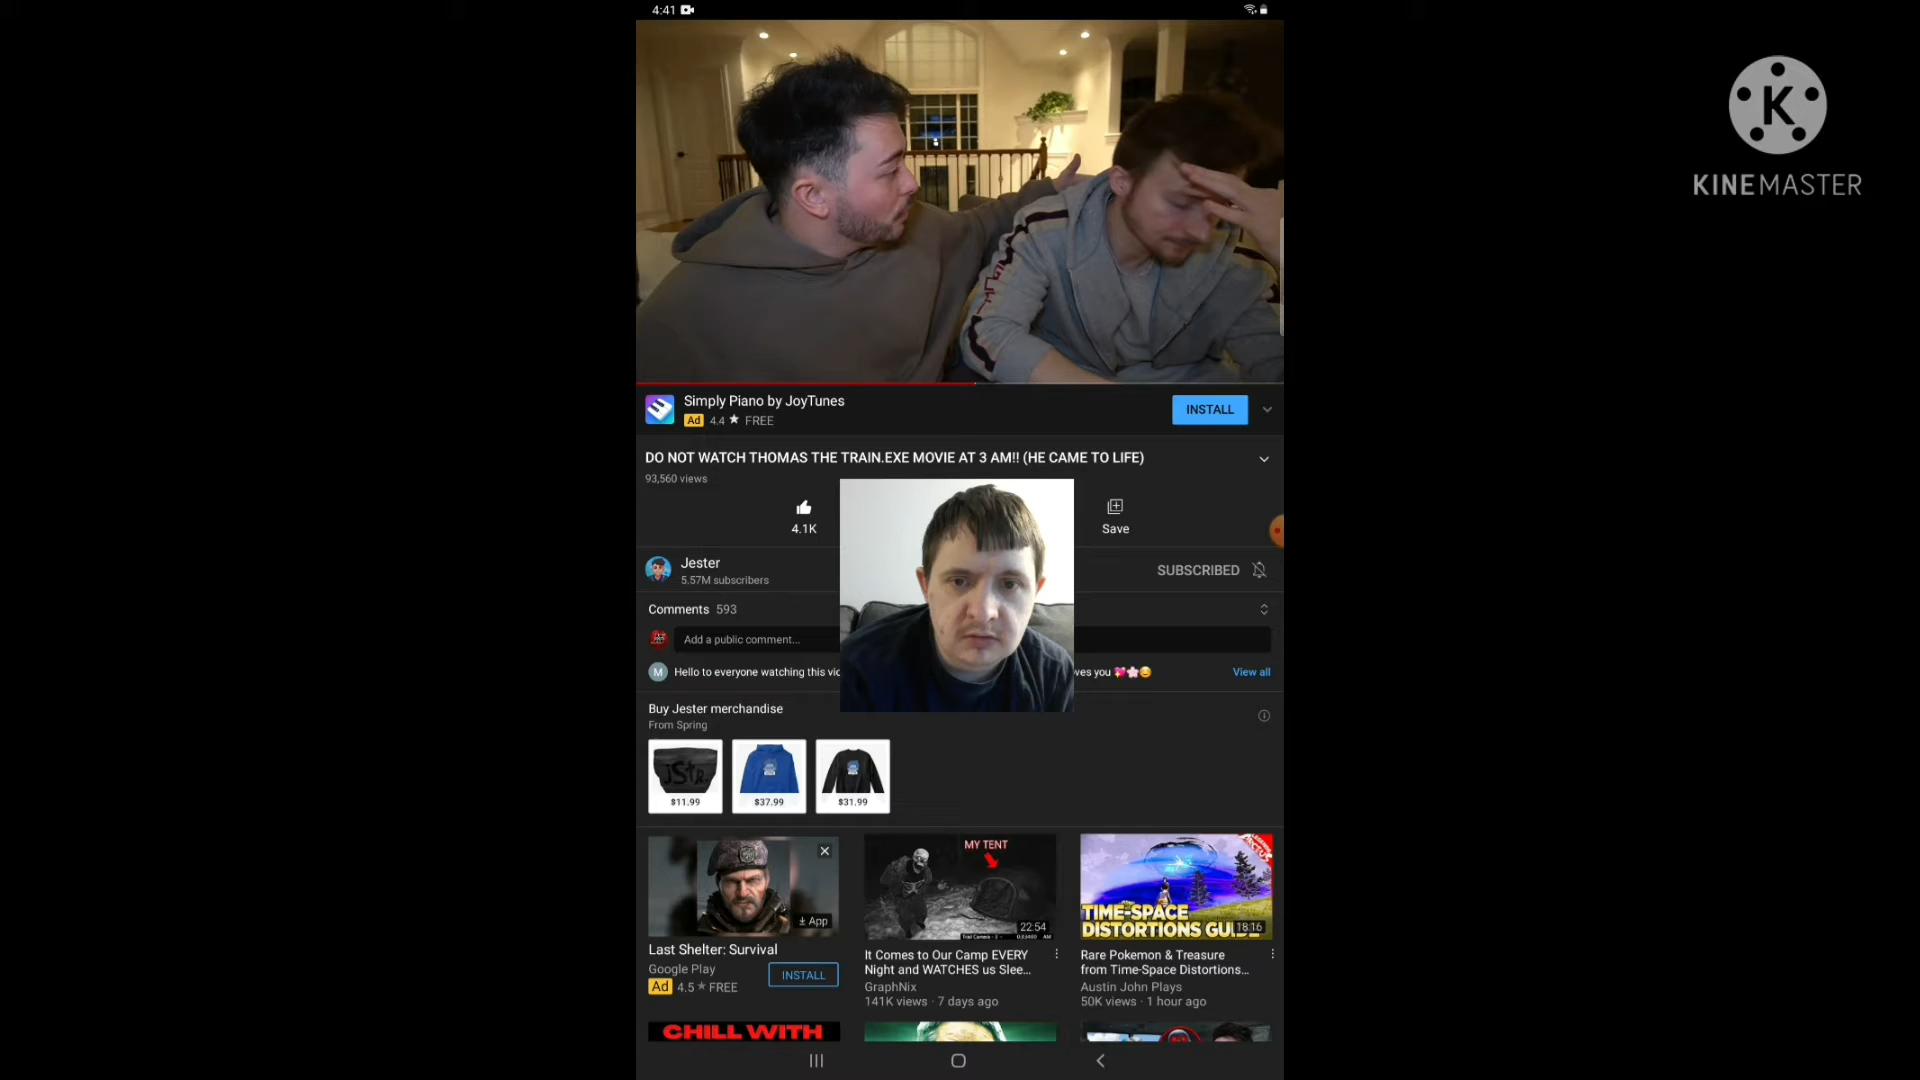 4:41
KINEMASTER
Simply Piano by JoyTunes
Ad 4.4 ★ FREE
INSTALL
DO NOT WATCH THOMAS THE TRAIN.EXE MOVIE AT 3 AM!! (HE CAME TO LIFE)
93,560 views
4.1K
Save
Jester
5.57M subscribers
SUBSCRIBED
Comments 593
Add a public comment...
M Hello to everyone watching this
you 💖🌸😊
View all
Buy Jester merchandise
From Spring
$11.99
$37.99
$31.99
App
Last Shelter: Survival
Google Play
Ad 4.5 ★ FREE
INSTALL
MY TENT
22:54
It Comes to Our Camp EVERY
Night and WATCHES us Slee...
GraphNix
141K views · 7 days ago
TIME-SPACE
DISTORTIONS
18:16
Rare Pokemon & Treasure
from Time-Space Distortions...
Austin John Plays
50K views · 1 hour ago
CHILL WITH